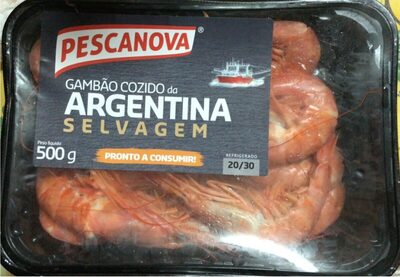 PESCANOVA®
GAMBÃO COZIDO da
ARGENTINA
SELVAGEM
Peso líquido
500 g
PRONTO A CONSUMIR!
REFRIGERADO
20/30